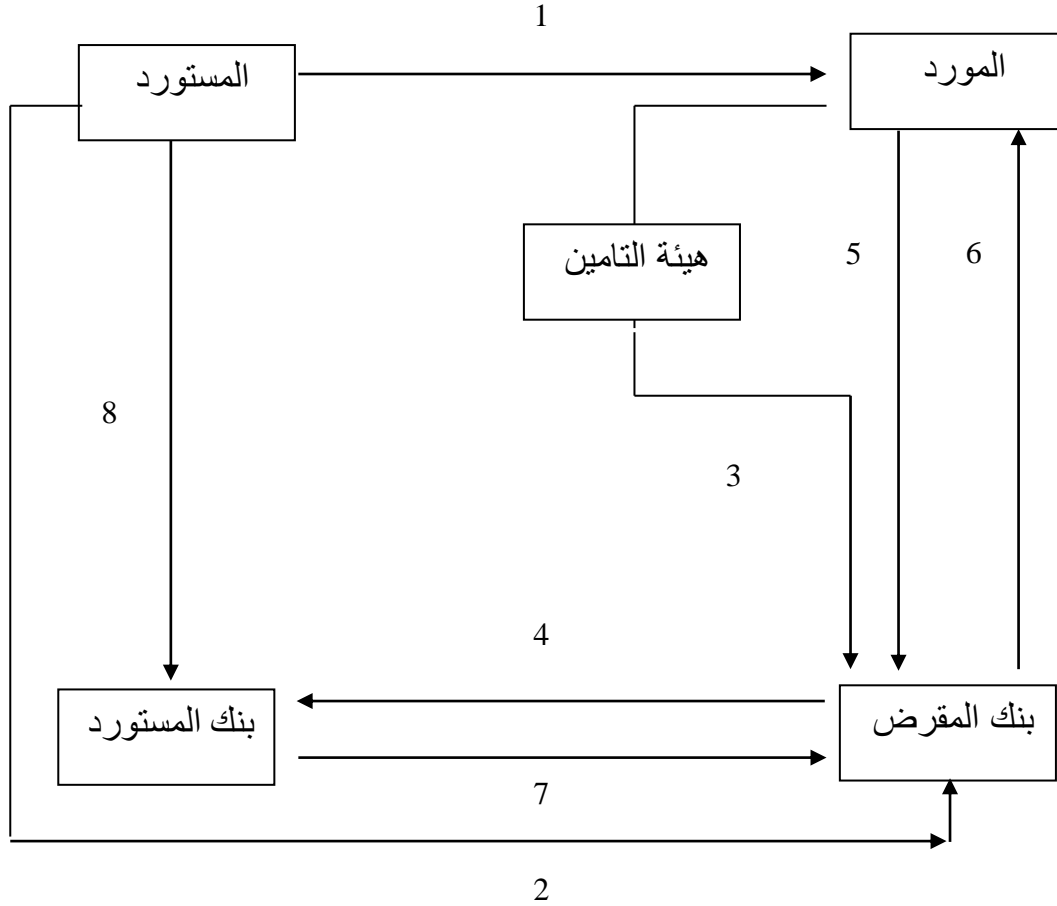 1
المستورد
المورد
هيئة التامين
5
6
8
3
4
بنك المستورد
بنك المقرض
7
2